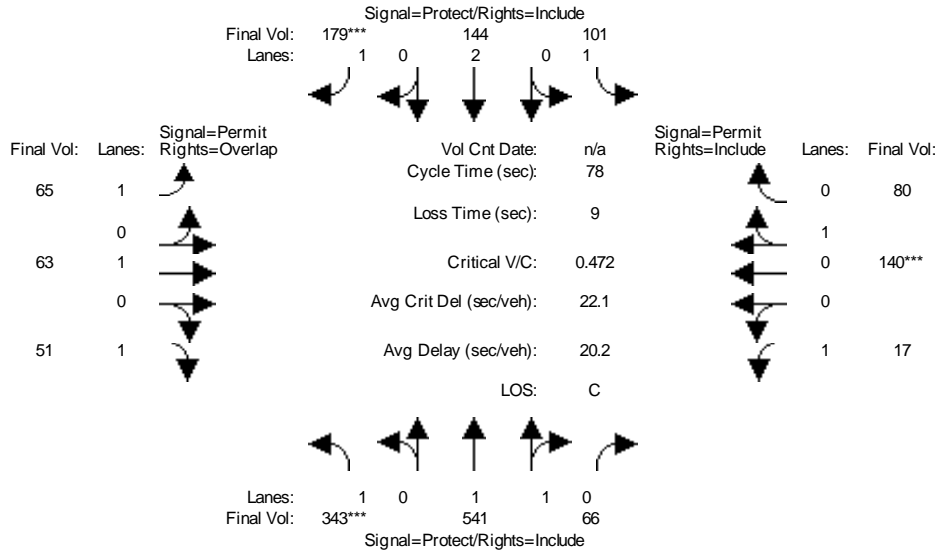 Signal=Protect/Rights=Include
Final Vol: 179*** 144 101
Lanes: 1 0 2 0 1
Signal=Permit
Final Vol: Lanes: Rights=Overlap
Vol Cnt Date: n/a
Signal=Permit
Rights=Include Lanes: Final Vol:
Cycle Time (sec): 78
65 1
0 80
Loss Time (sec): 9
0
1
63 1
Critical V/C: 0.472
0 140***
0
Avg Crit Del (sec/veh): 22.1
0
51 1
Avg Delay (sec/veh): 20.2
1 17
LOS: C
Lanes: 1 0 1 1 0
Final Vol: 343*** 541 66
Signal=Protect/Rights=Include